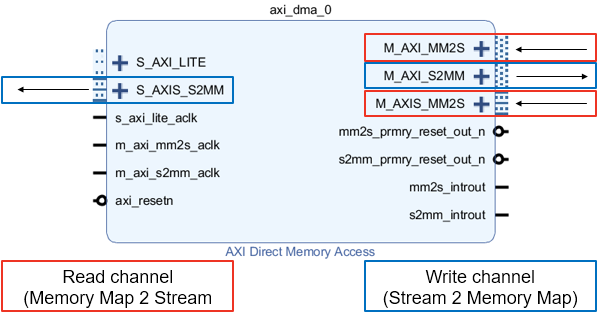 axi_dma_0
S_AXI_LITE
S_AXIS_S2MM
s_axi_lite_aclk
m_axi_mm2s_aclk
m_axi_s2mm_aclk
axi_resetn
M_AXI_MM2S
M_AXI_S2MM
M_AXIS_MM2S
mm2s_prmry_reset_out_n
s2mm_prmry_reset_out_n
mm2s_introut
s2mm_introut
AXI Direct Memory Access
Read channel
(Memory Map 2 Stream
Write channel
(Stream 2 Memory Map)